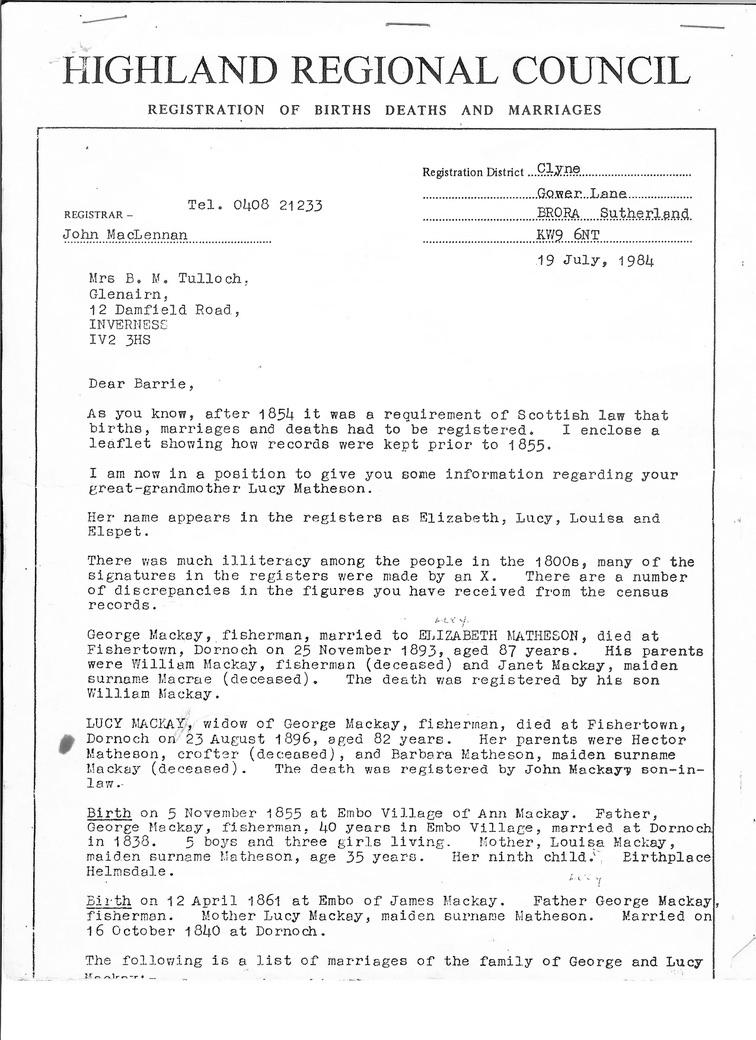 HIGHLAND REGIONAL COUNCIL
REGISTRATION OF BIRTHS DEATHS AND MARRIAGES
Registration District Clyne
Gower Lane
BRORA Sutherland
KW9 6NT
Tel. 0408 21233
REGISTRAR –
John MacLennan
19 July, 1984
Mrs B. M. Tulloch,
Glenairn,
12 Damfield Road,
INVERNESS
IV2 3HS
Dear Barrie,
As you know, after 1854 it was a requirement of Scottish law that
births, marriages and deaths had to be registered. I enclose a
leaflet showing how records were kept prior to 1855.
I am now in a position to give you some information regarding your
great-grandmother Lucy Matheson.
Her name appears in the registers as Elizabeth, Lucy, Louisa and
Elspet.
There was much illiteracy among the people in the 1800s, many of the
signatures in the registers were made by an X. There are a number
of discrepancies in the figures you have received from the census
records.
Lucy
George Mackay, fisherman, married to ELIZABETH MATHESON, died at
Fishertown, Dornoch on 25 November 1893, aged 87 years. His parents
were William Mackay, fisherman (deceased) and Janet Mackay, maiden
surname Macrae (deceased). The death was registered by his son
William Mackay.
LUCY MACKAY, widow of George Mackay, fisherman, died at Fishertown,
Dornoch on 23 August 1896, aged 82 years. Her parents were Hector
Matheson, crofter (deceased), and Barbara Matheson, maiden surname
Mackay (deceased). The death was registered by John Mackay, son-in-
law.
Birth on 5 November 1855 at Embo Village of Ann Mackay. Father,
George Mackay, fisherman, 40 years in Embo Village, married at Dornoch
in 1838. 5 boys and three girls living. Mother, Louisa Mackay,
maiden surname Matheson, age 35 years. Her ninth child. Birthplace
Helmsdale.
Lucy
Birth on 12 April 1861 at Embo of James Mackay. Father George Mackay,
fisherman. Mother Lucy Mackay, maiden surname Matheson. Married on
16 October 1840 at Dornoch.
The following is a list of marriages of the family of George and Lucy